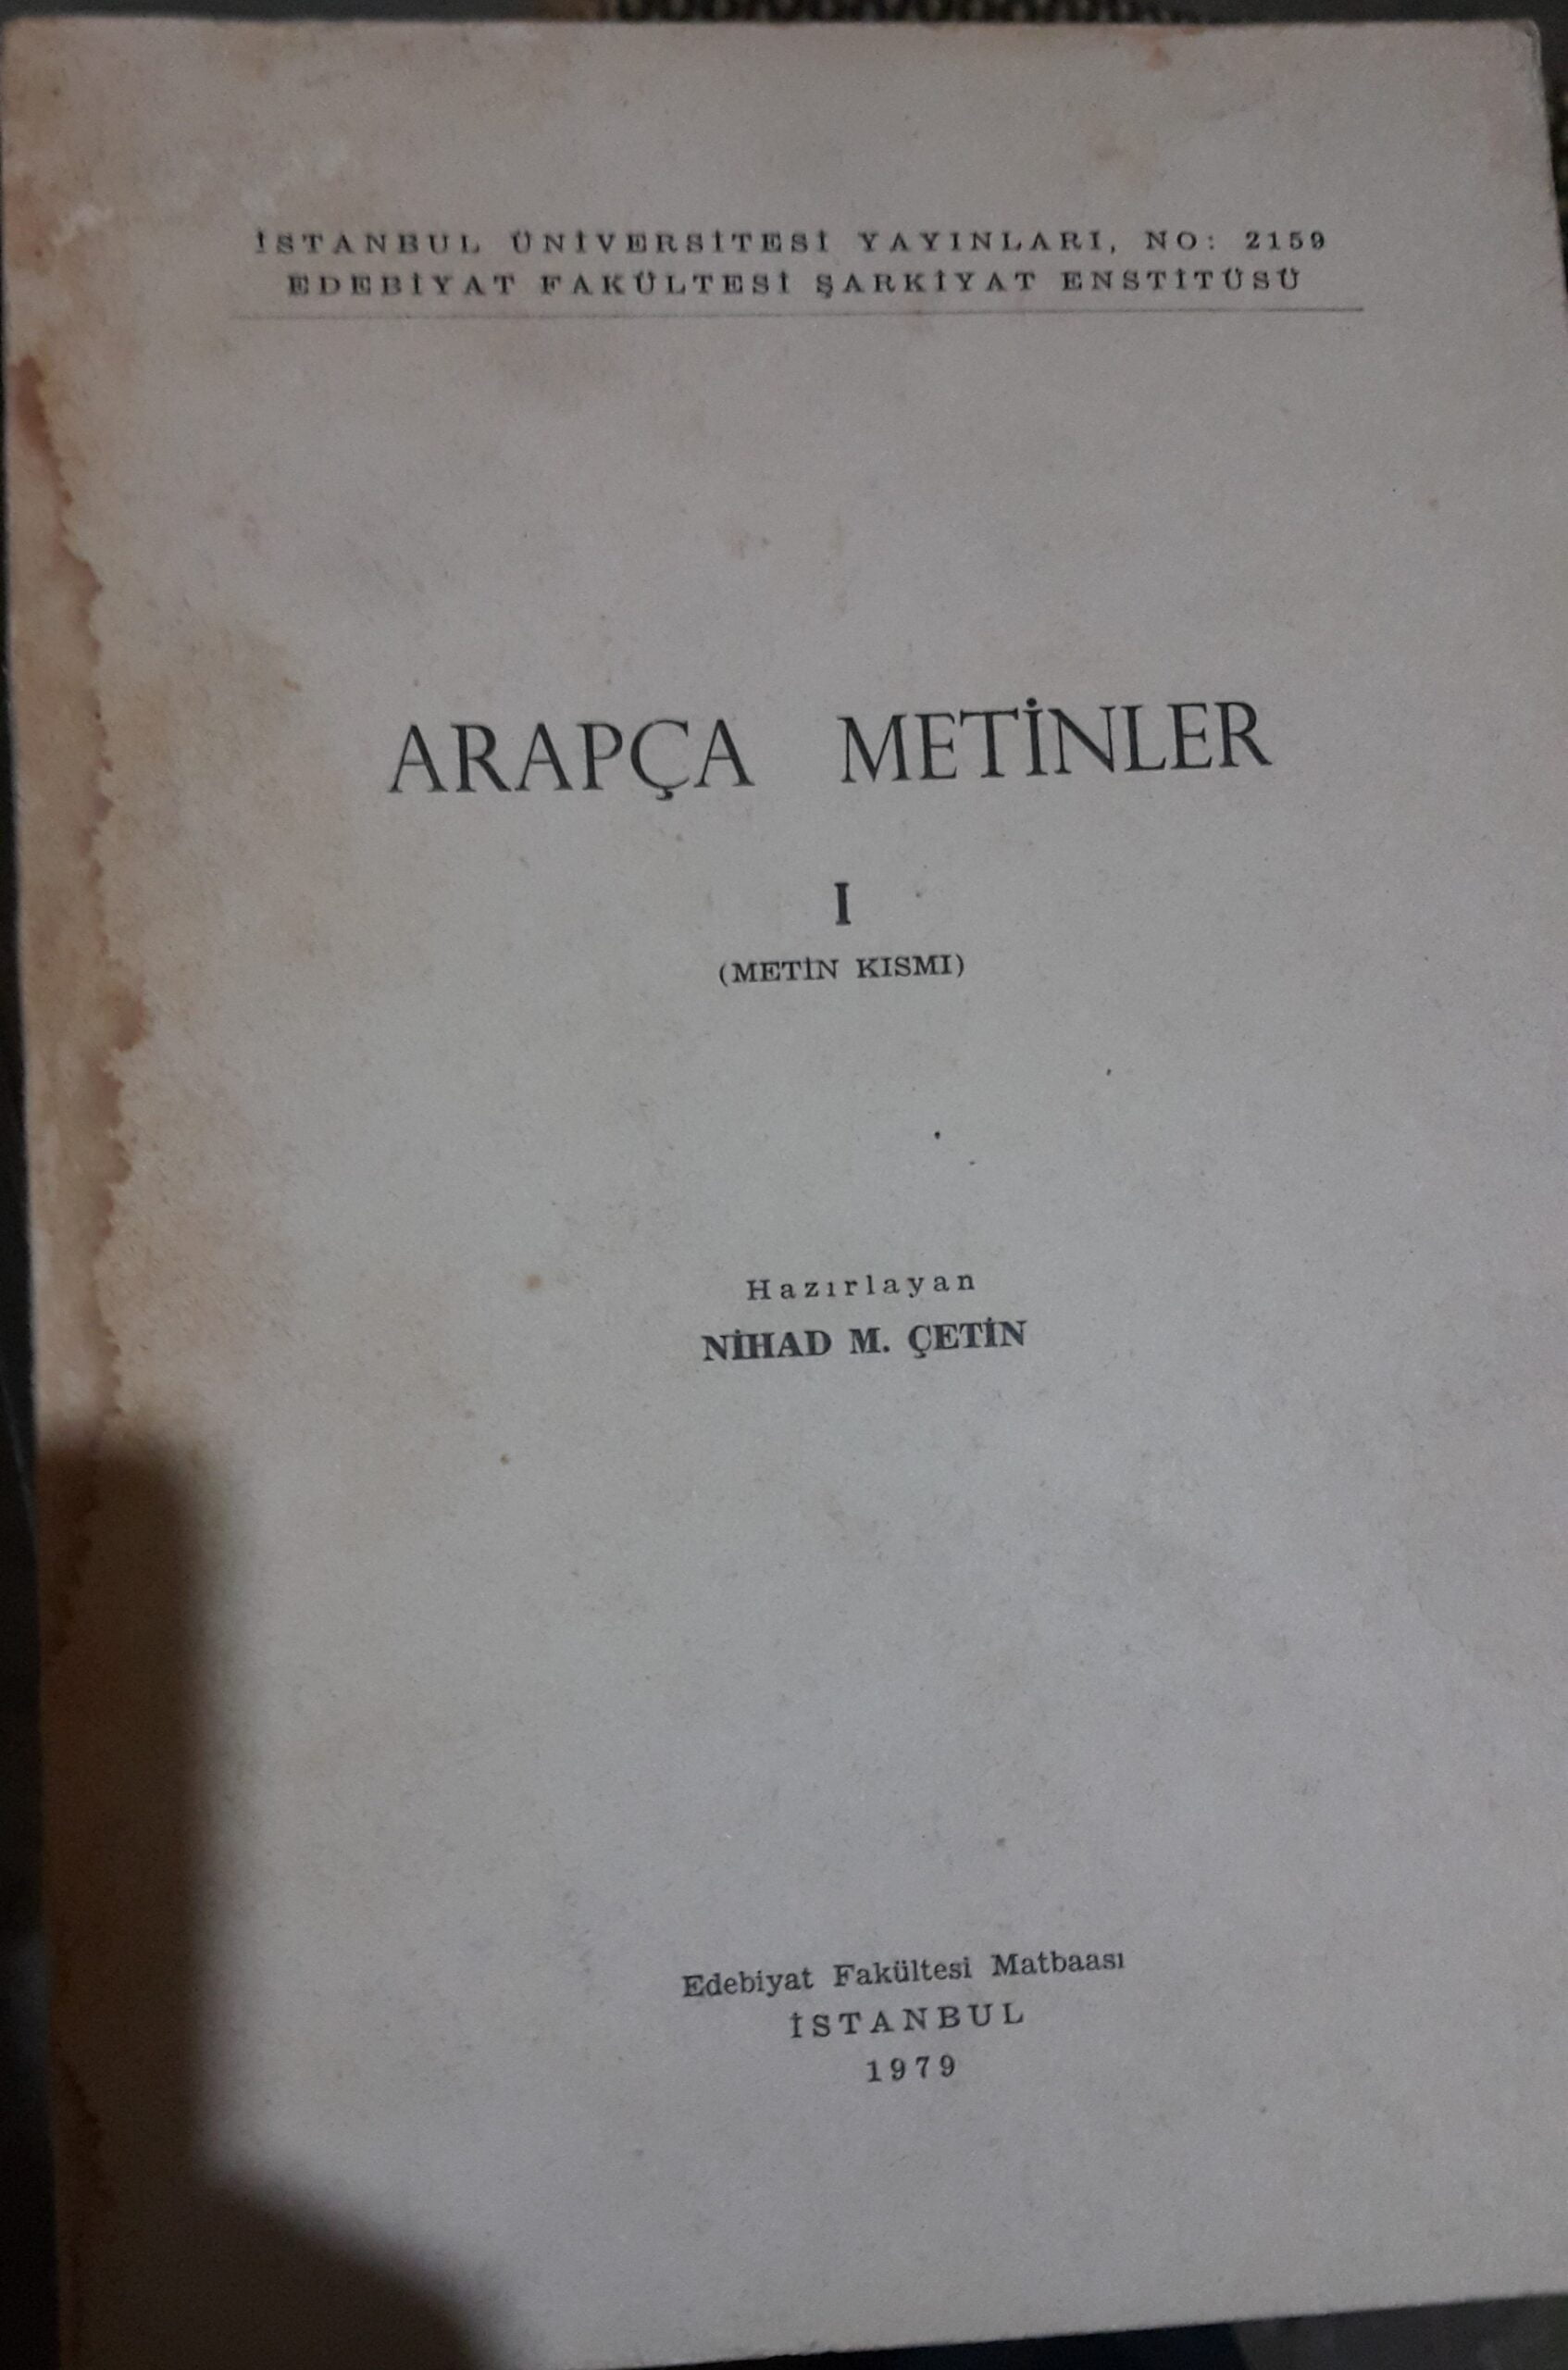 İSTANBUL ÜNİVERSİTESİ YAYINLARI, NO: 2159
EDEBİYAT FAKÜLTESİ ŞARKİYAT ENSTİTÜSÜ
ARAPÇA METİNLER
I
(METİN KISMI)
Hazırlayan
NİHAD M. ÇETİN
Edebiyat Fakültesi Matbaası
İSTANBUL
1979